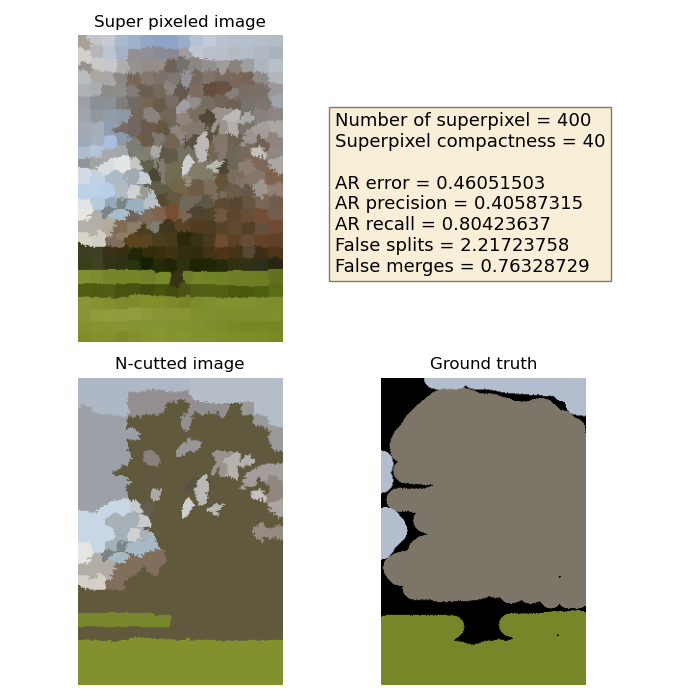 Super pixeled image
Number of superpixel = 400
Superpixel compactness = 40
AR error = 0.46051503
AR precision = 0.40587315
AR recall = 0.80423637
False splits = 2.21723758
False merges = 0.76328729
N-cutted image
Ground truth